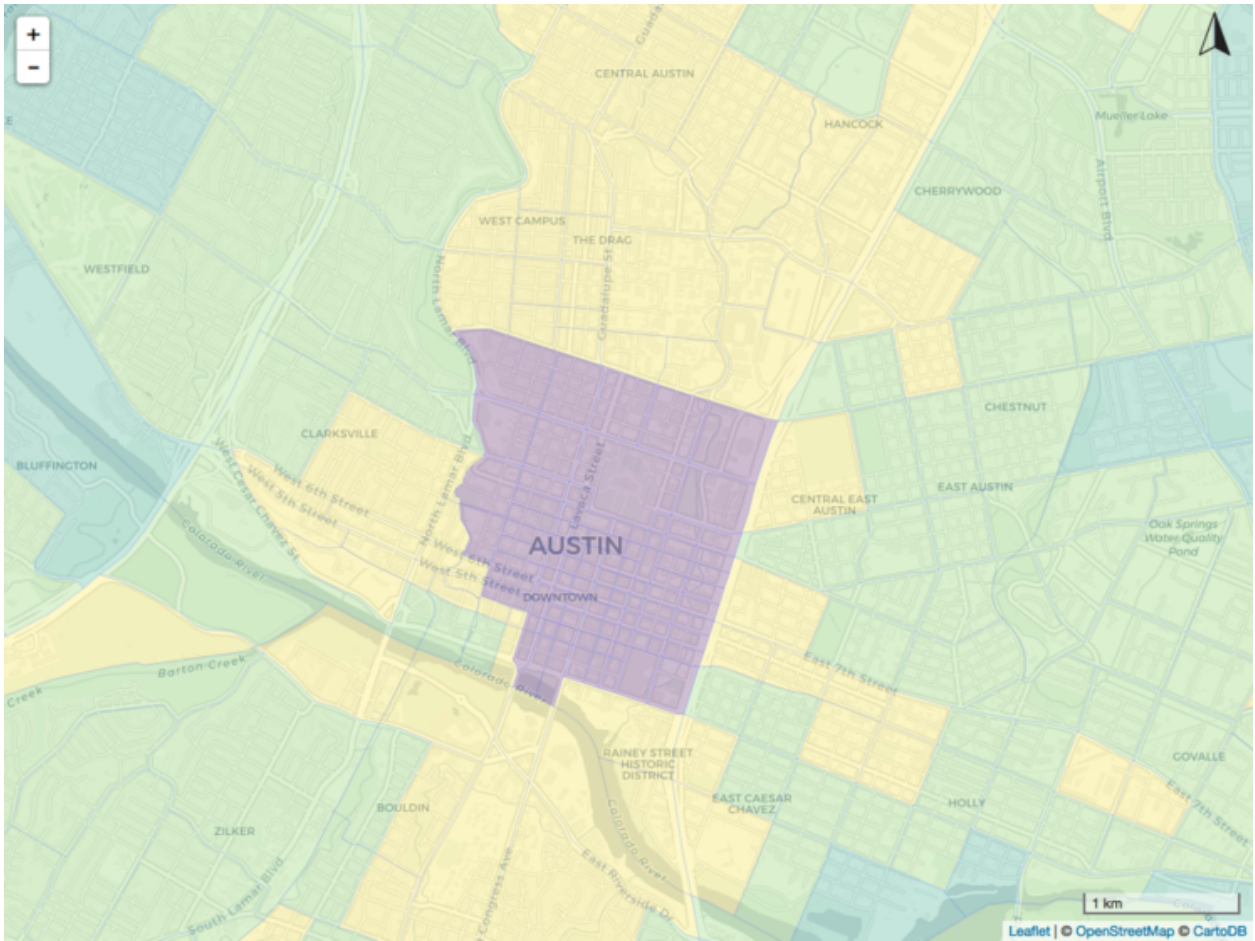 +
−
Guada
CENTRAL AUSTIN
HANCOCK
Mueller Lake
Airport Blvd
CHERRYWOOD
WEST CAMPUS
THE DRAG
Guadalupe St
WESTFIELD
North Lamar Blvd
CLARKSVILLE
CHESTNUT
BLUFFINGTON
West Cesar Chavez St
West 6th Street
West 5th Street
North Lamar Blvd
Lavaca Street
CENTRAL EAST
AUSTIN
EAST AUSTIN
Oak Springs
Water Quality
Pond
AUSTIN
West 6th Street
West 5th Street
DOWNTOWN
Colorado River
Colorado River
Barton Creek
Creek
East 7th Street
RAINEY STREET
HISTORIC
DISTRICT
GOVALLE
EAST CAESAR
CHAVEZ
HOLLY
East 7th Street
BOULDIN
ZILKER
Colorado River
East Riverside Dr
South Lamar Blvd
Congress Ave
1 km
Leaflet | © OpenStreetMap © CartoDB